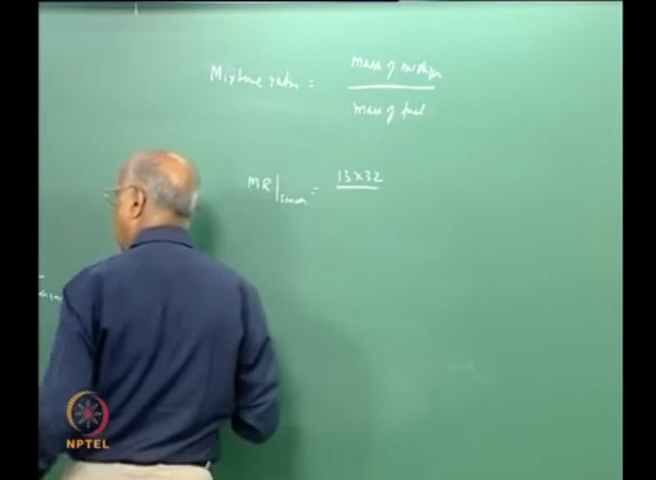 Mixture ratio = mass of oxidizer / mass of fuel
MR| = 13 x 32
NPTEL